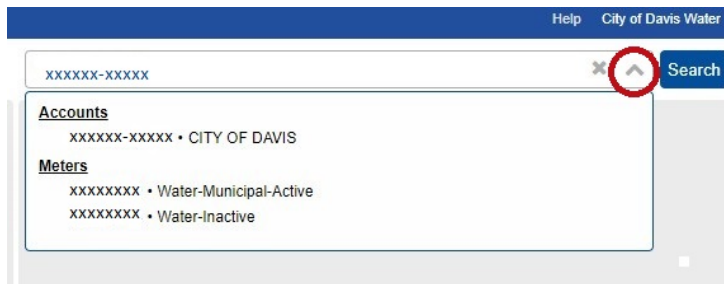 Help City of Davis Water
xxxxxx-xxxxx
Search
Accounts
xxxxxx-xxxxx • CITY OF DAVIS
Meters
xxxxxxxx • Water-Municipal-Active
xxxxxxxx • Water-Inactive